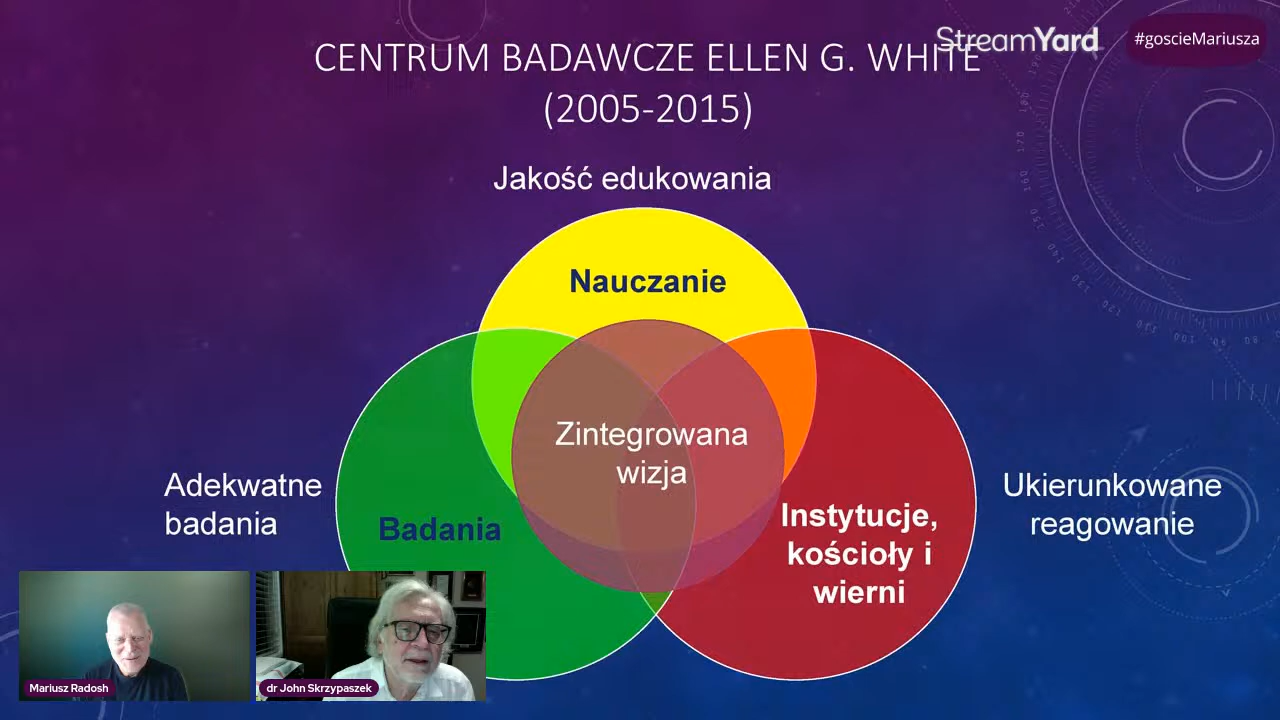 StreamYard
#goscieMariusza
CENTRUM BADAWCZE ELLEN G. WHITE
(2005-2015)
Jakość edukowania
Nauczanie
Zintegrowana
wizja
Adekwatne
badania
Badania
Instytucje,
kościoły i
wierni
Ukierunkowane
reagowanie
Mariusz Radosh
dr John Skrzypaszek